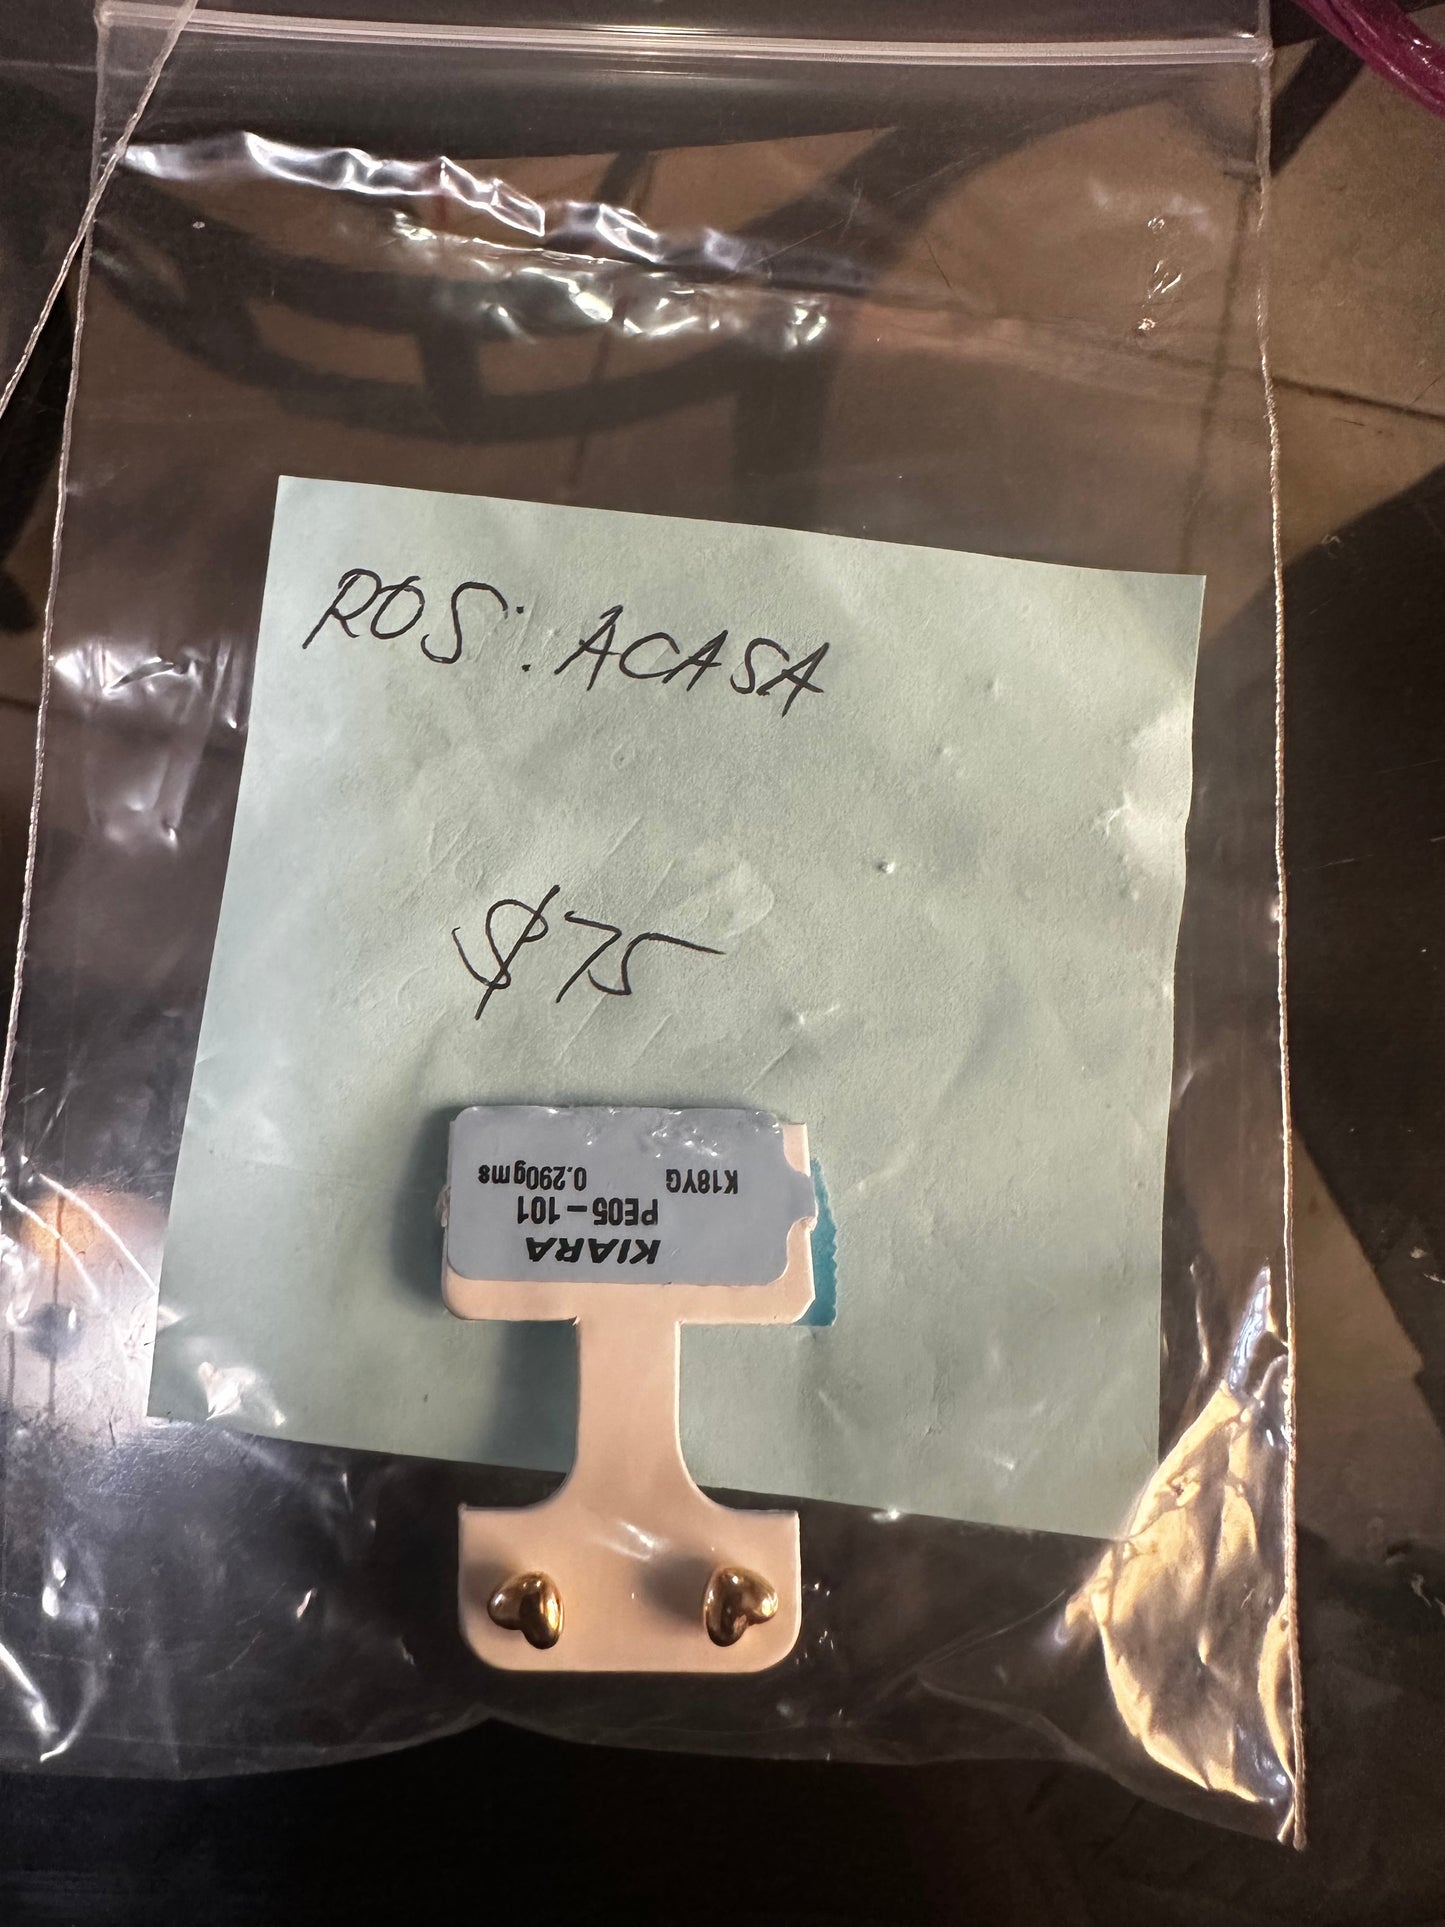 ROS: ACASA
$75
KIARA
PE05-101
K18YG 0.290gms